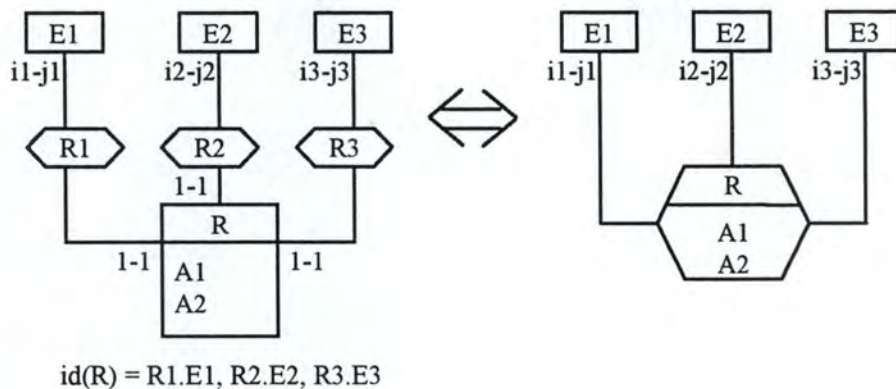 E1 E2 E3 E1 E2 E3
i1-j1 i2-j2 i3-j3 i1-j1 i2-j2 i3-j3
R1 R2 R3
1-1 R
R A1
1-1 A1 1-1 A2
A2
id(R) = R1.E1, R2.E2, R3.E3